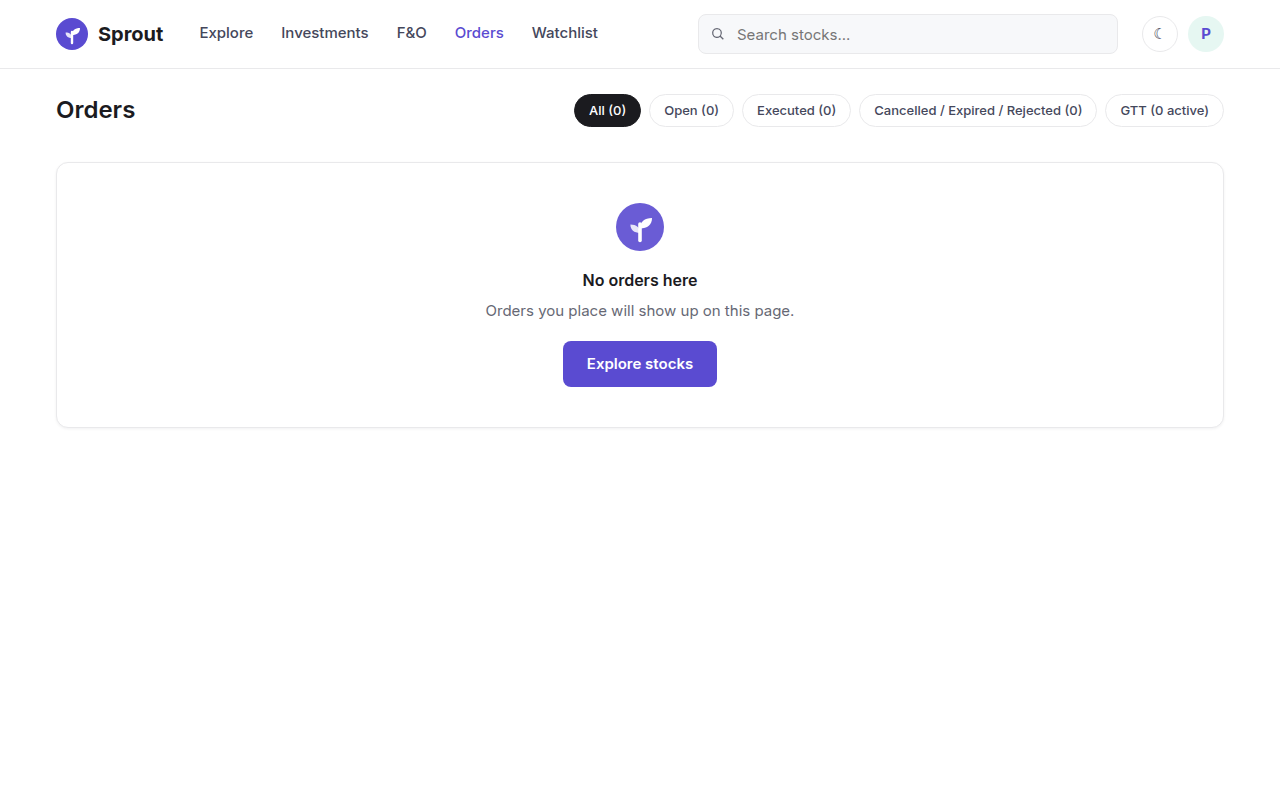 Sprout
Explore
Investments
F&O
Orders
Watchlist
Search stocks...
P
Orders
All (0)
Open (0)
Executed (0)
Cancelled / Expired / Rejected (0)
GTT (0 active)
No orders here
Orders you place will show up on this page.
Explore stocks